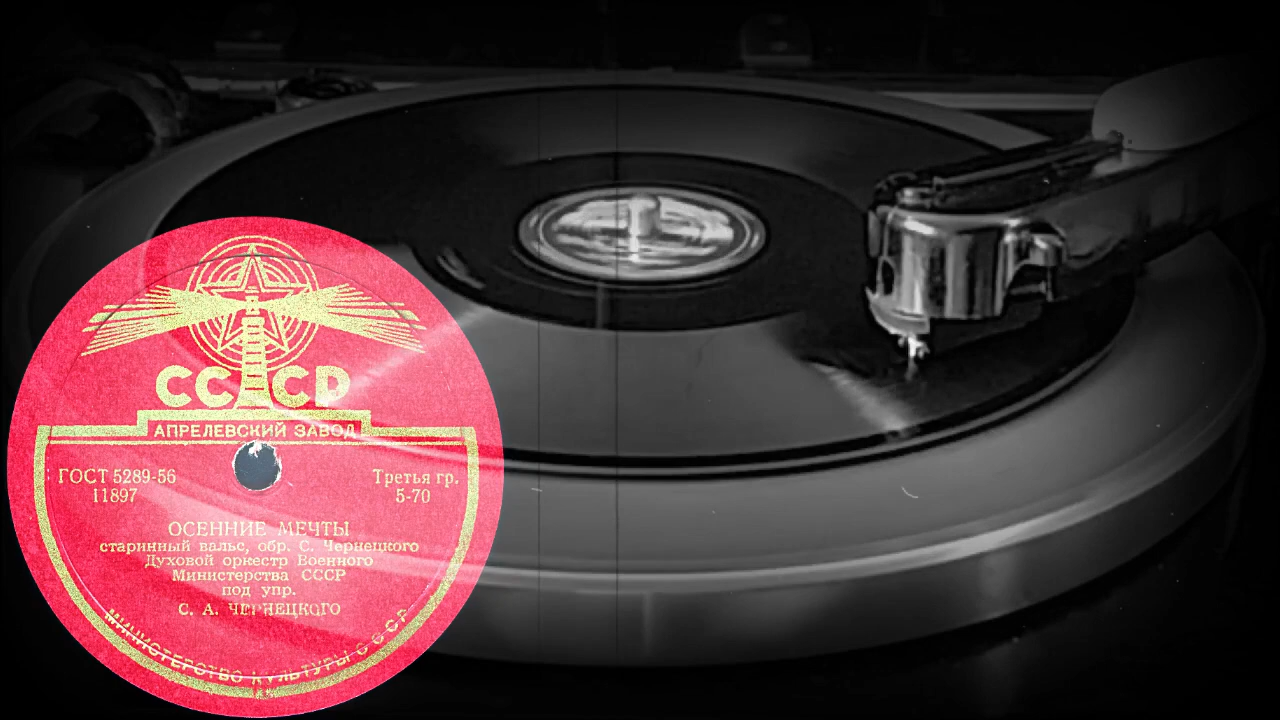 СССР
АПРЕЛЕВСКИЙ ЗАВОД
ГОСТ 5289-56
11897
Третья гр.
5-70
ОСЕННИЕ МЕЧТЫ
старинный вальс, обр. С. Чернецкого
Духовой оркестр Военного
Министерства СССР
под упр.
С. А. ЧЕРНЕЦКОГО
МИНИСТЕРСТВО КУЛЬТУРЫ СССР